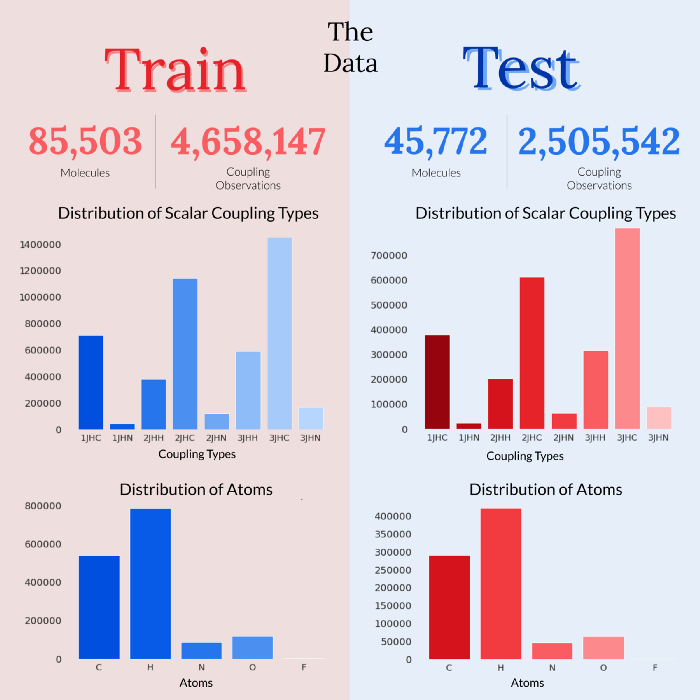 The
Data
Train
Test
85,503
Molecules
4,658,147
Coupling
Observations
45,772
Molecules
2,505,542
Coupling
Observations
Distribution of Scalar Coupling Types
1400000
1200000
1000000
800000
600000
400000
200000
0
1JHC 1JHN 2JHH 2JHC 2JHN 3JHH 3JHC 3JHN
Coupling Types
Distribution of Scalar Coupling Types
700000
600000
500000
400000
300000
200000
100000
0
1JHC 1JHN 2JHH 2JHC 2JHN 3JHH 3JHC 3JHN
Coupling Types
Distribution of Atoms
800000
600000
400000
200000
0
C H N O F
Atoms
Distribution of Atoms
400000
350000
300000
250000
200000
150000
100000
50000
0
C H N O F
Atoms